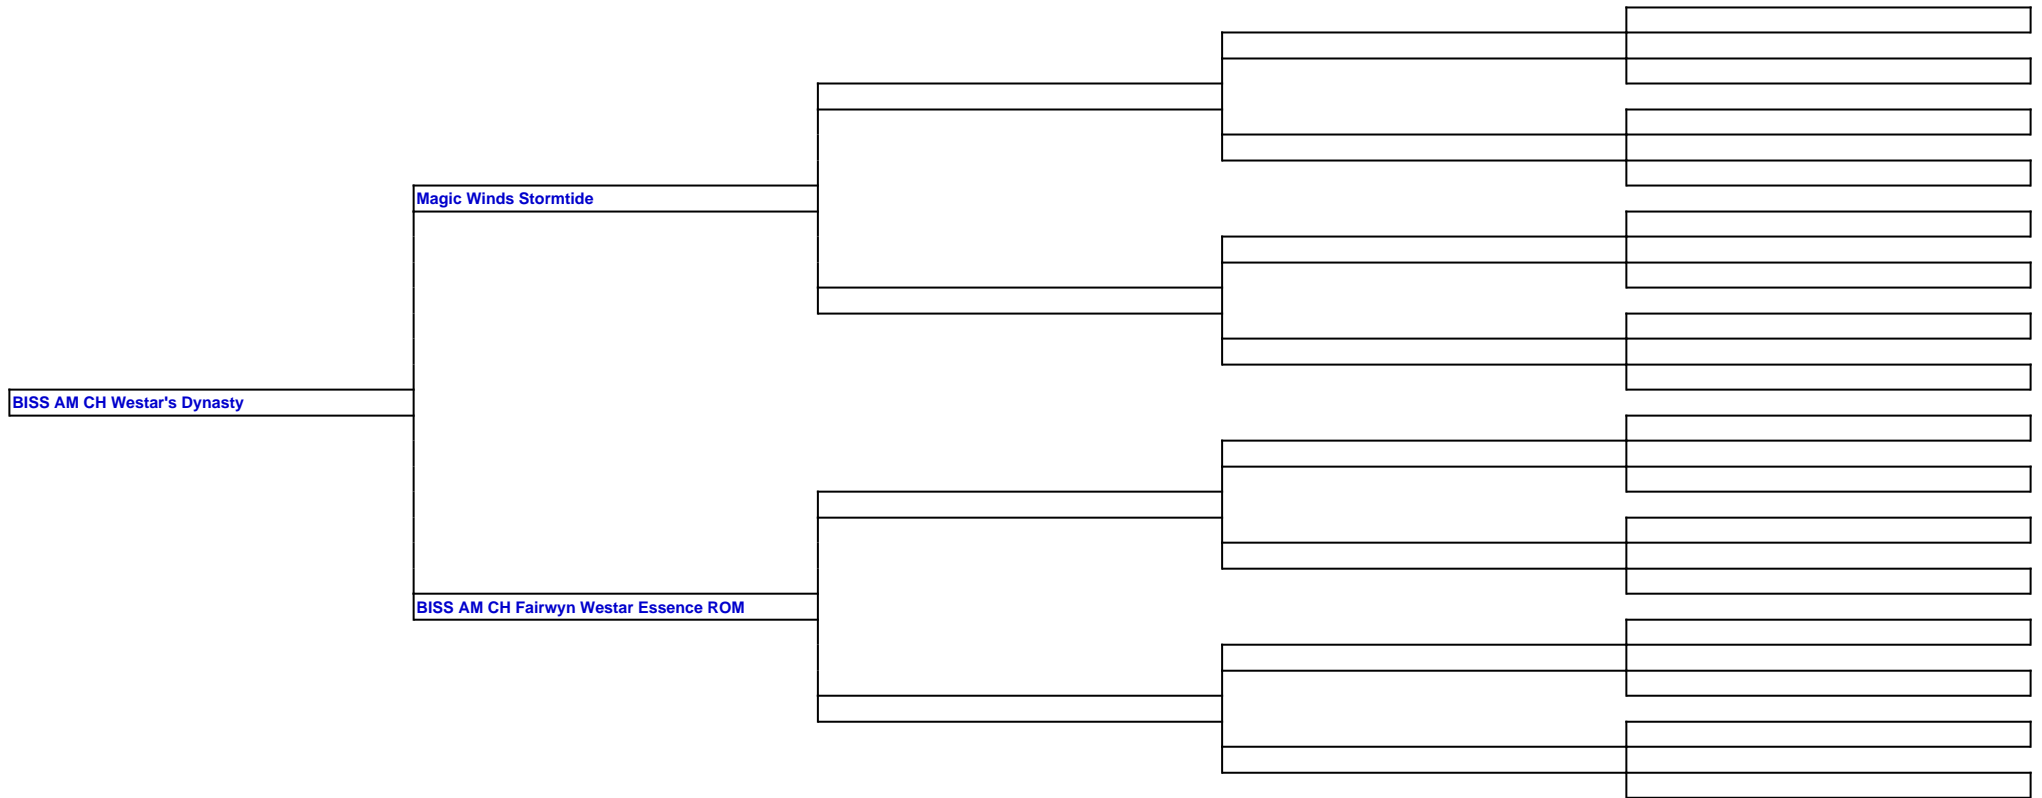 Magic Winds Stormtide
BISS AM CH Westar's Dynasty
BISS AM CH Fairwyn Westar Essence ROM